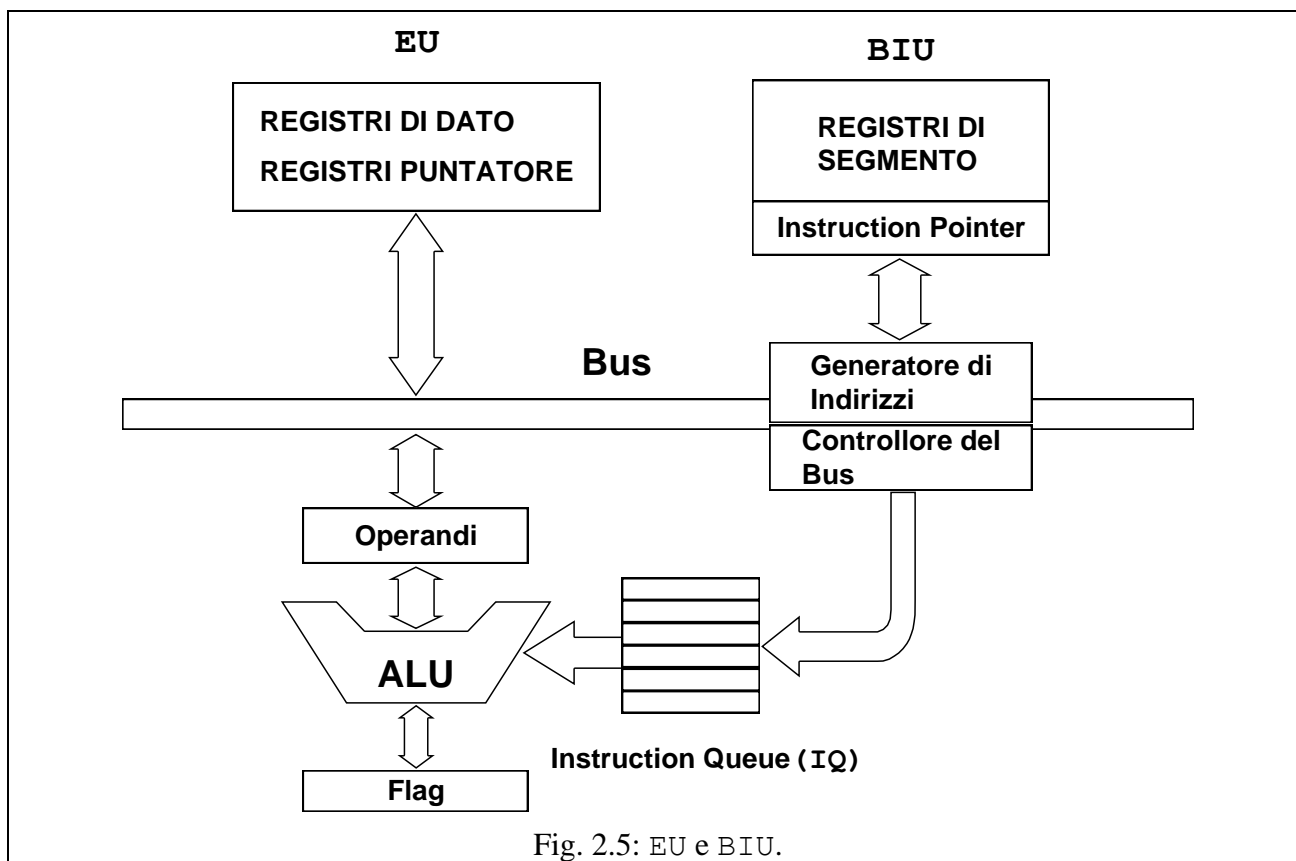 EU
BIU
REGISTRI DI DATO
REGISTRI PUNTATORE
REGISTRI DI
SEGMENTO
Instruction Pointer
Bus
Generatore di
Indirizzi
Controllore del
Bus
Operandi
ALU
Instruction Queue (IQ)
Flag
Fig. 2.5: EU e BIU.